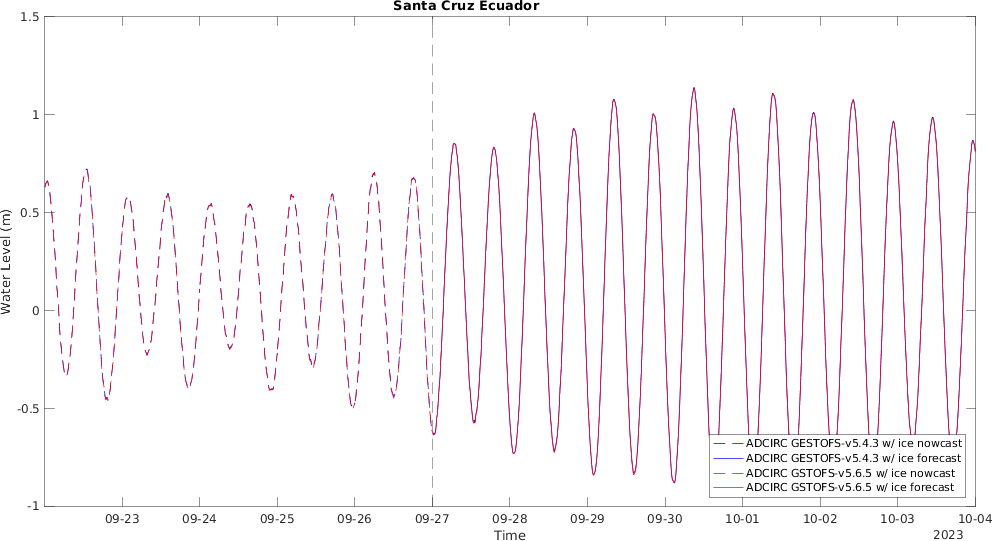 Santa Cruz Ecuador
1.5
1
0.5
0
-0.5
-1
Water Level (m)
ADCIRC GESTOFS-v5.4.3 w/ ice nowcast
ADCIRC GESTOFS-v5.4.3 w/ ice forecast
ADCIRC GSTOFS-v5.6.5 w/ ice nowcast
ADCIRC GSTOFS-v5.6.5 w/ ice forecast
09-23 09-24 09-25 09-26 09-27 09-28 09-29 09-30 10-01 10-02 10-03 10-04
Time
2023